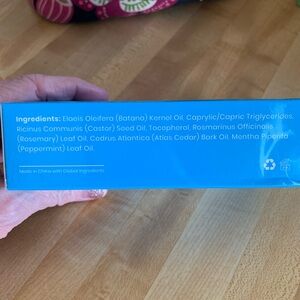 Ingredients: Elaeis Oleifera (Batana) Kernel Oil, Caprylic/Capric Triglycerides,
Ricinus Communis (Castor) Seed Oil, Tocopherol, Rosmarinus Officinalis
(Rosemary) Leaf Oil, Cedrus Atlantica (Atlas Cedar) Bark Oil, Mentha Piperita
(Peppermint) Leaf Oil.
Made in China with Global Ingredients